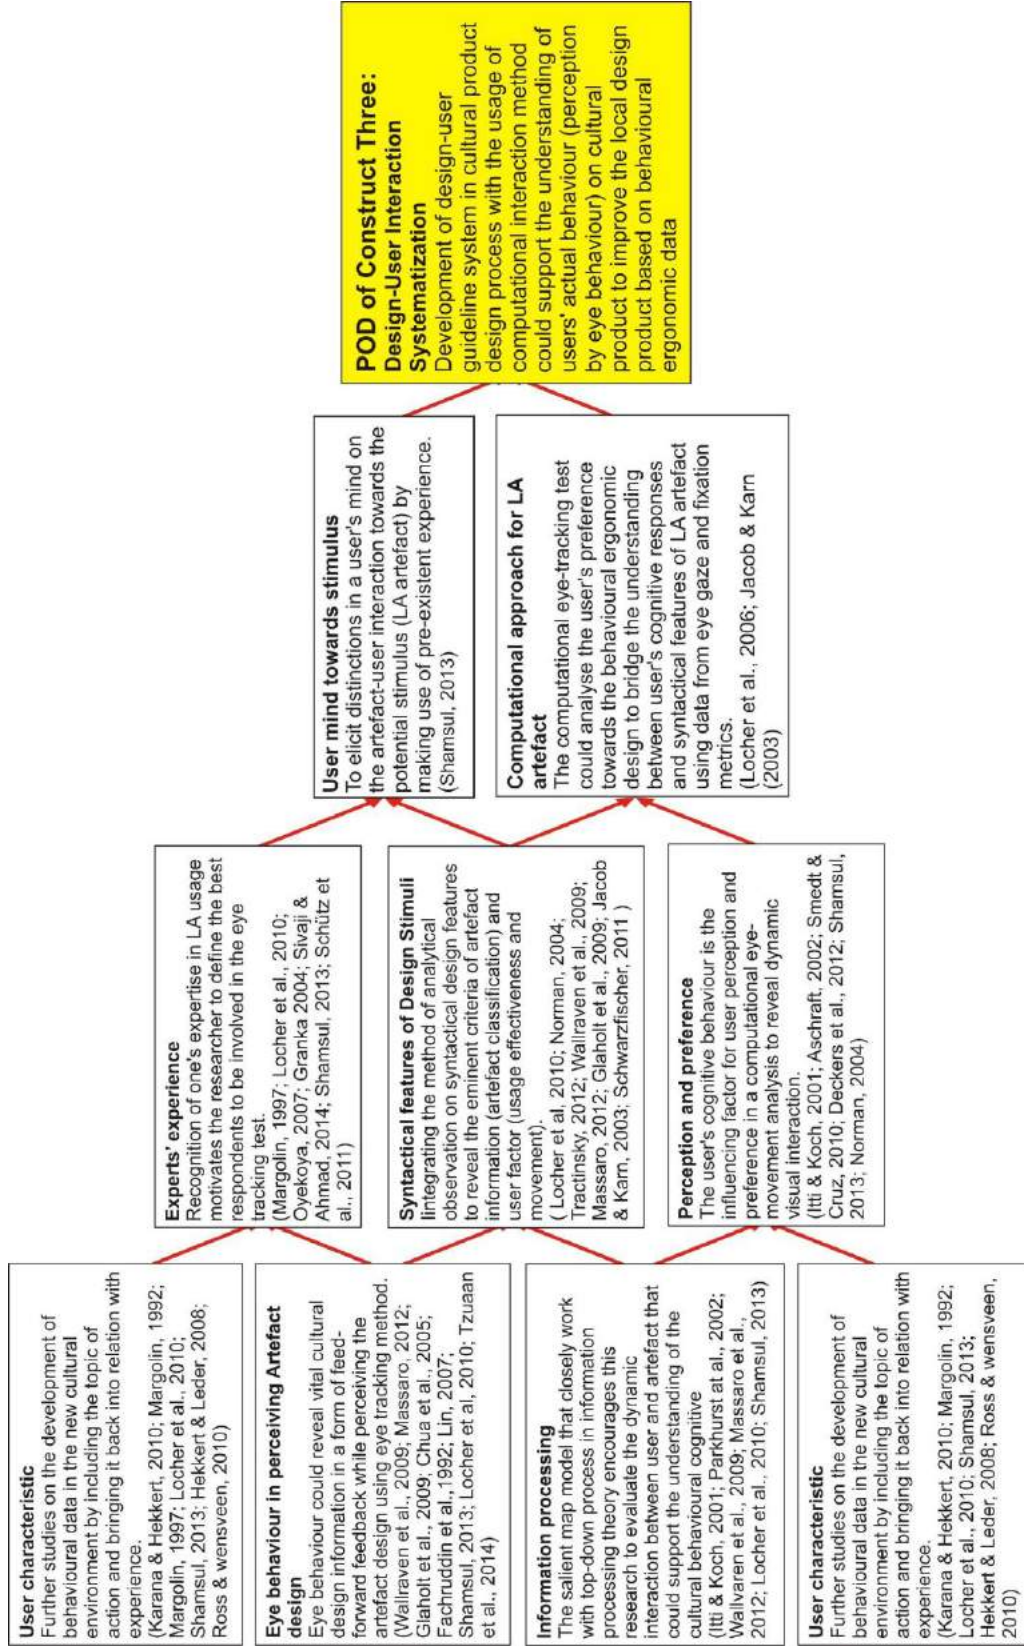 User characteristic
Further studies on the development of
behavioural data in the new cultural
environment by including the topic of
action and bringing it back into relation with
experience.
(Karana & Hekkert, 2010; Margolin, 1992;
Margolin, 1997; Locher et al., 2010;
Shamsul, 2013; Hekkert & Leder, 2008;
Ross & wensveen, 2010)
Eye behaviour in perceiving Artefact
design
Eye behaviour could reveal vital cultural
design information in a form of feed-
forward feedback while perceiving the
artefact design using eye tracking method.
(Wallraven et al., 2009; Massaro, 2012;
Glaholt et al., 2009; Chua et al., 2005;
Fachruddin et al.,1992; Lin, 2007;
Shamsul, 2013; Locher et al, 2010; Tzuaan
et al., 2014)
Information processing
The salient map model that closely work
with top-down process in information
processing theory encourages this
research to evaluate the dynamic
interaction between user and artefact that
could support the understanding of the
cultural behavioural cognitive
(Itti & Koch, 2001; Parkhurst at al., 2002;
Wallvaren et al., 2009; Massaro et al.,
2012; Locher et al., 2010; Shamsul, 2013)
User characteristic
Further studies on the development of
behavioural data in the new cultural
environment by including the topic of
action and bringing it back into relation with
experience.
(Karana & Hekkert, 2010; Margolin, 1992;
Locher et al., 2010; Shamsul, 2013;
Hekkert & Leder, 2008; Ross & wensveen,
2010)
Experts' experience
Recognition of one's expertise in LA usage
motivates the researcher to define the best
respondents to be involved in the eye
tracking test.
(Margolin, 1997; Locher et al., 2010;
Oyekoya, 2007; Granka 2004; Sivaji &
Ahmad, 2014; Shamsul, 2013; Schütz et
al., 2011)
Syntactical features of Design Stimuli
Iintegrating the method of analytical
observation on syntactical design features
to reveal the eminent criteria of artefact
information (artefact classification) and
user factor (usage effectiveness and
movement).
( Locher et al, 2010; Norman, 2004;
Tractinsky, 2012; Wallraven et al., 2009;
Massaro, 2012; Glaholt et al., 2009; Jacob
& Karn, 2003; Schwarzfischer, 2011 )
Perception and preference
The user's cognitive behaviour is the
influencing factor for user perception and
preference in a computational eye-
movement analysis to reveal dynamic
visual interaction.
(Itti & Koch, 2001; Aschraft, 2002; Smedt &
Cruz, 2010; Deckers et al., 2012; Shamsul,
2013; Norman, 2004)
User mind towards stimulus
To elicit distinctions in a user's mind on
the artefact-user interaction towards the
potential stimulus (LA artefact) by
making use of pre-existent experience.
(Shamsul, 2013)
Computational approach for LA
artefact
The computational eye-tracking test
could analyse the user's preference
towards the behavioural ergonomic
design to bridge the understanding
between user's cognitive responses
and syntactical features of LA artefact
using data from eye gaze and fixation
metrics.
(Locher et al., 2006; Jacob & Karn
(2003)
POD of Construct Three:
Design-User Interaction
Systematization
Development of design-user
guideline system in cultural product
design process with the usage of
computational interaction method
could support the understanding of
users' actual behaviour (perception
by eye behaviour) on cultural
product to improve the local design
product based on behavioural
ergonomic data